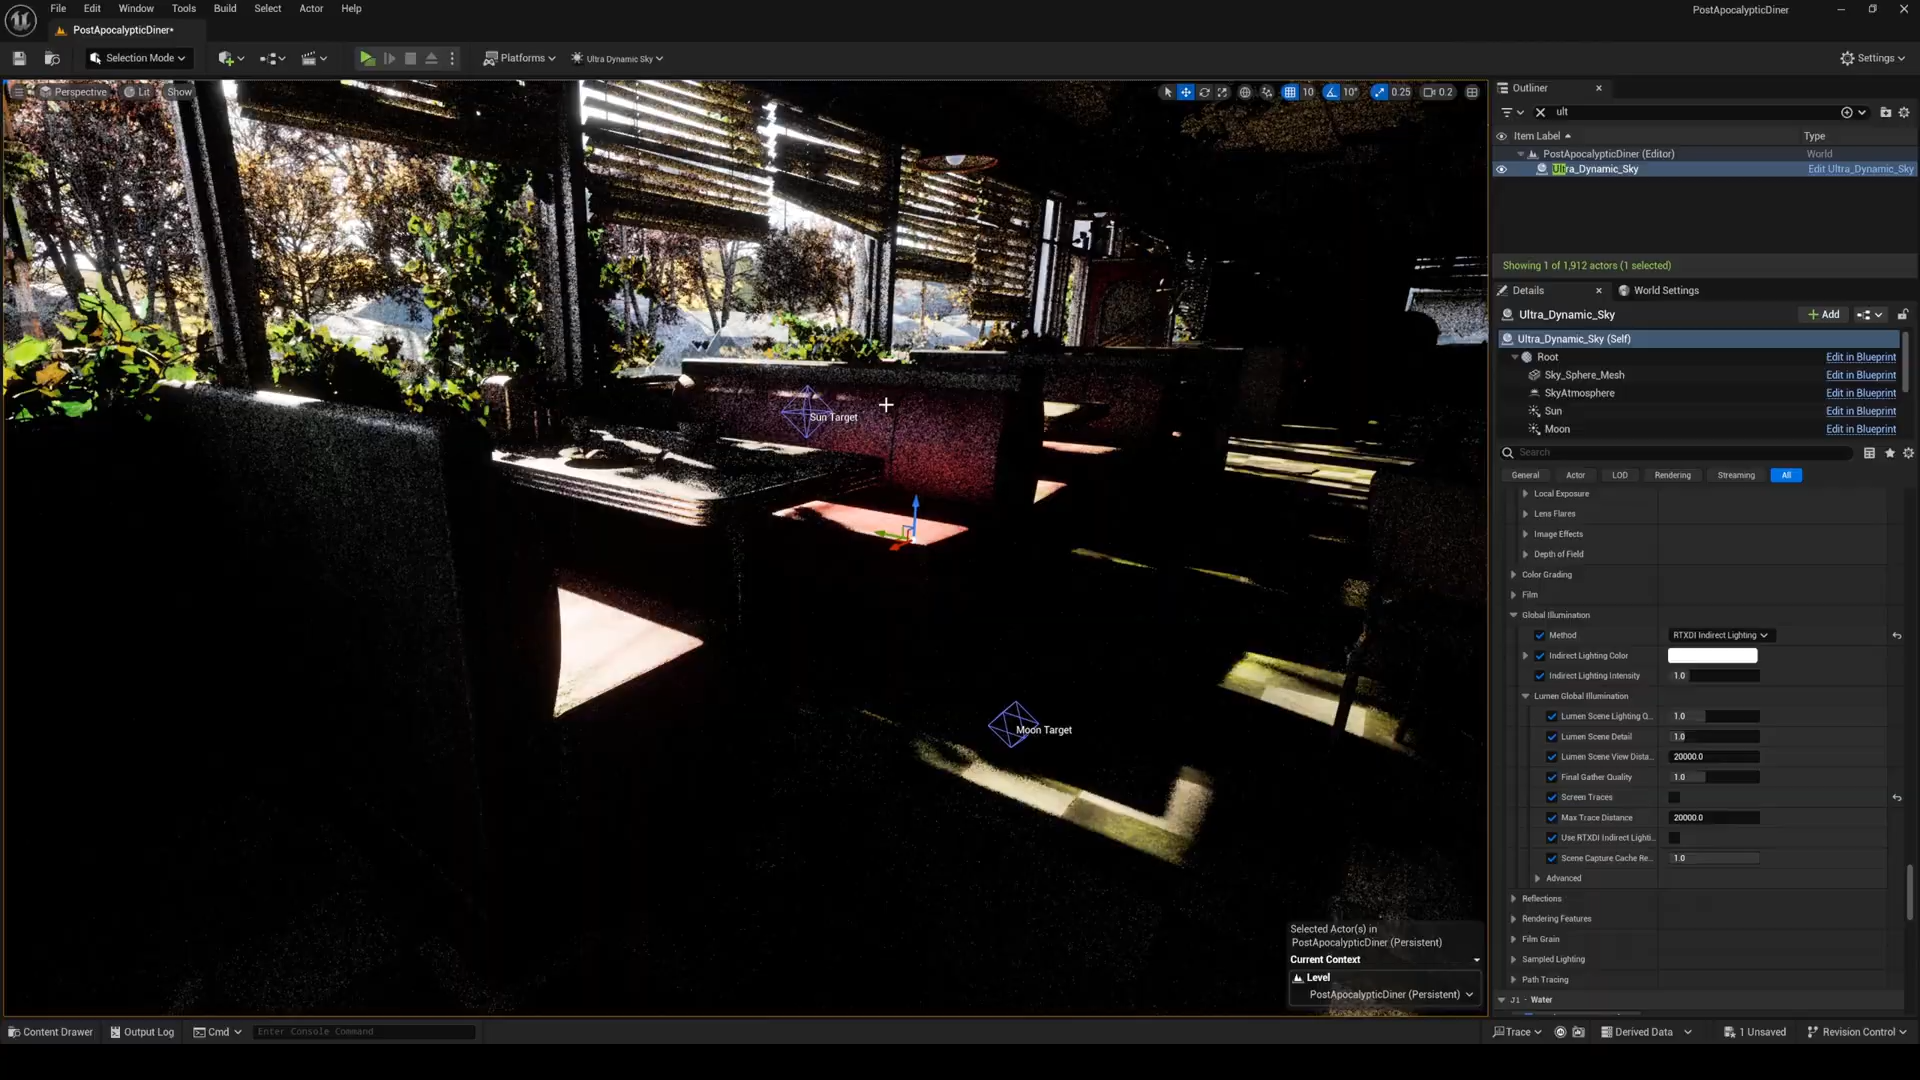 File Edit Window Tools Build Select Actor Help
PostApocalypticDiner
PostApocalypticDiner*
Selection Mode
Platforms
Ultra Dynamic Sky
Settings
Perspective
Lit
Show
10
10°
0.25
0.2
Sun Target
Moon Target
Selected Actor(s) in
PostApocalypticDiner (Persistent)
Current Context
Level
PostApocalypticDiner (Persistent)
Outliner
ult
Item Label
Type
PostApocalypticDiner (Editor)
World
Ultra_Dynamic_Sky
Edit Ultra_Dynamic_Sky
Showing 1 of 1,912 actors (1 selected)
Details
World Settings
Ultra_Dynamic_Sky
Add
Ultra_Dynamic_Sky (Self)
Root
Edit in Blueprint
Sky_Sphere_Mesh
Edit in Blueprint
SkyAtmosphere
Edit in Blueprint
Sun
Edit in Blueprint
Moon
Edit in Blueprint
Search
General
Actor
LOD
Rendering
Streaming
All
Local Exposure
Lens Flares
Image Effects
Depth of Field
Color Grading
Film
Global Illumination
Method
RTXDI Indirect Lighting
Indirect Lighting Color
Indirect Lighting Intensity
1.0
Lumen Global Illumination
Lumen Scene Lighting Q...
1.0
Lumen Scene Detail
1.0
Lumen Scene View Dista...
20000.0
Final Gather Quality
1.0
Screen Traces
Max Trace Distance
20000.0
Use RTXDI Indirect Lighti...
Scene Capture Cache Re...
1.0
Advanced
Reflections
Rendering Features
Film Grain
Sampled Lighting
Path Tracing
J1 - Water
Content Drawer
Output Log
Cmd
Enter Console Command
Trace
Derived Data
1 Unsaved
Revision Control